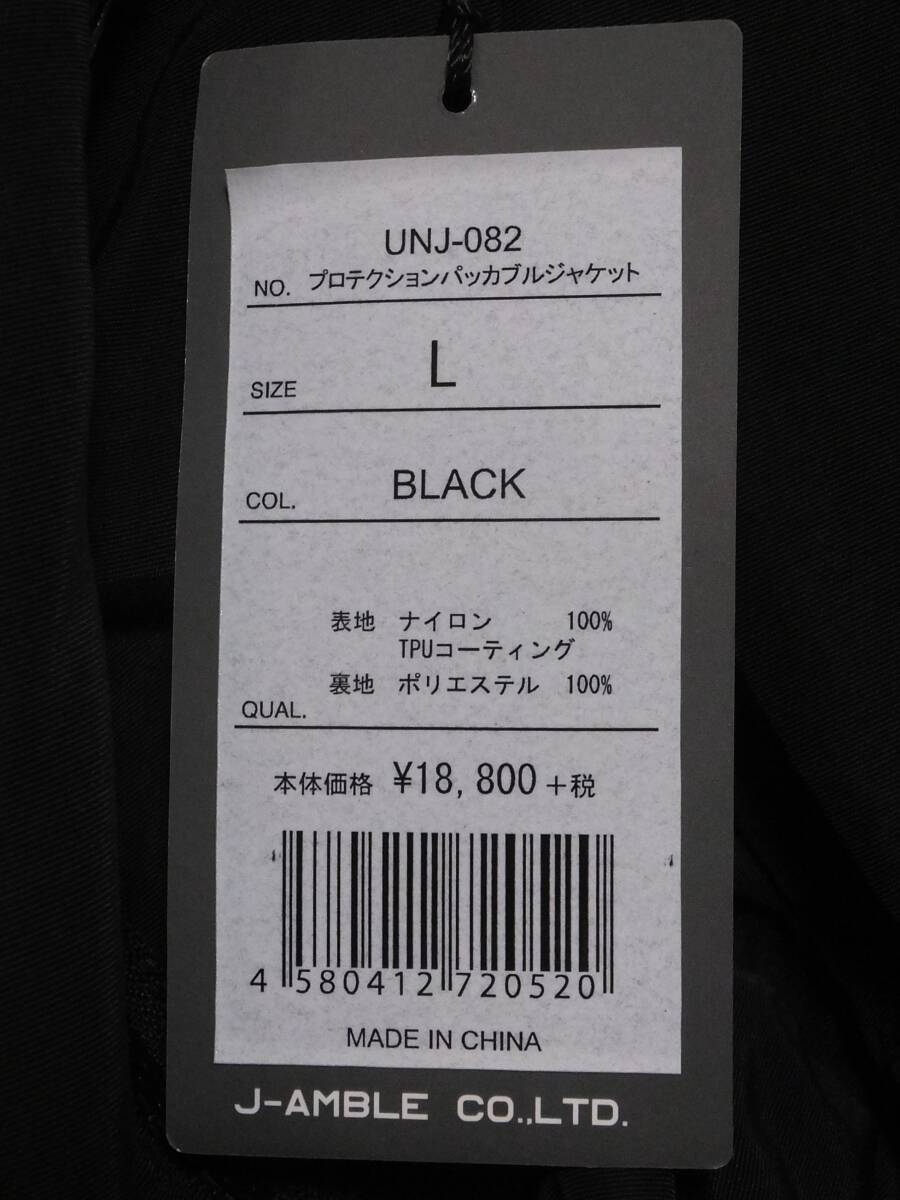 UNJ-082
NO. プロテクションパッカブルジャケット
SIZE L
COL. BLACK
表地 ナイロン 100%
TPUコーティング
裏地 ポリエステル 100%
QUAL.
本体価格 ¥18,800+税
4 580412 720520
MADE IN CHINA
J-AMBLE CO.,LTD.